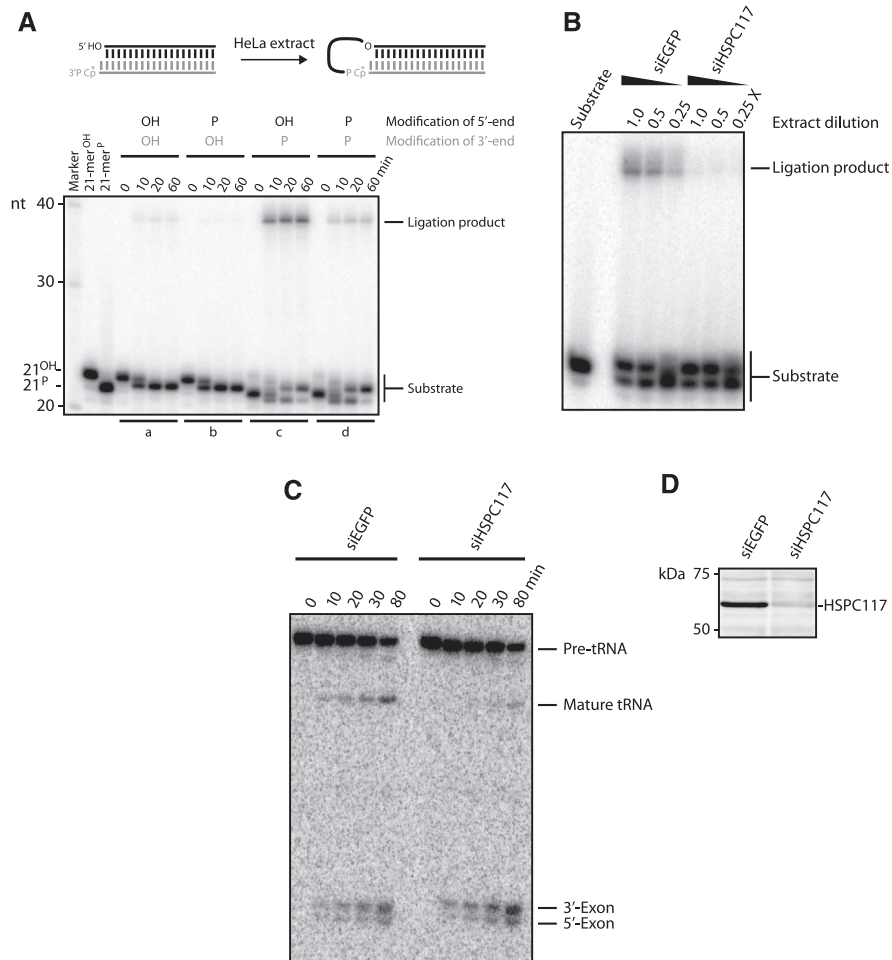 A
5′ HO
3′P Cp*
HeLa extract
O
P Cp*
OH P OH P Modification of 5′-end
OH OH P P Modification of 3′-end
Marker 21-mer OH 21-mer P 0 10 20 60 0 10 20 60 0 10 20 60 0 10 20 60 min
nt 40
30
21OH
21P
20
Ligation product
Substrate
a b c d
B
siEGFP siHSPC117
Substrate 1.0 0.5 0.25 1.0 0.5 0.25 X Extract dilution
Ligation product
Substrate
C
siEGFP siHSPC117
0 10 20 30 80 0 10 20 30 80 min
Pre-tRNA
Mature tRNA
3′-Exon
5′-Exon
D
siEGFP siHSPC117
kDa 75
HSPC117
50